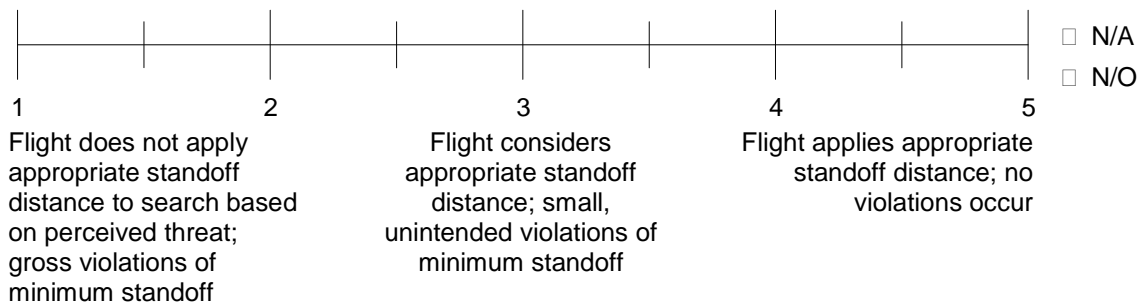 □ N/A
□ N/O
1 2 3 4 5
Flight does not apply
appropriate standoff
distance to search based
on perceived threat;
gross violations of
minimum standoff
Flight considers
appropriate standoff
distance; small,
unintended violations of
minimum standoff
Flight applies appropriate
standoff distance; no
violations occur